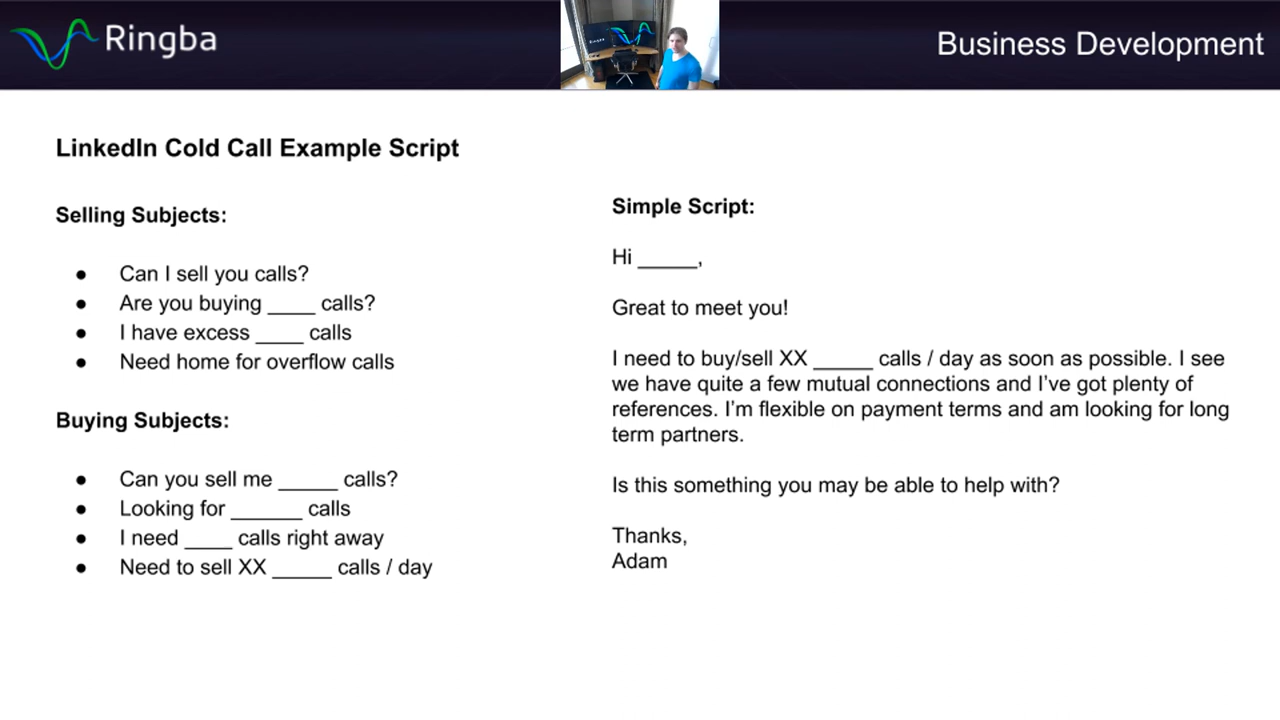 Ringba
Business Development
LinkedIn Cold Call Example Script
Selling Subjects:
● Can I sell you calls?
● Are you buying ____ calls?
● I have excess ____ calls
● Need home for overflow calls
Buying Subjects:
● Can you sell me _____ calls?
● Looking for ______ calls
● I need ____ calls right away
● Need to sell XX _____ calls / day
Simple Script:
Hi _____,
Great to meet you!
I need to buy/sell XX _____ calls / day as soon as possible. I see
we have quite a few mutual connections and I’ve got plenty of
references. I’m flexible on payment terms and am looking for long
term partners.
Is this something you may be able to help with?
Thanks,
Adam